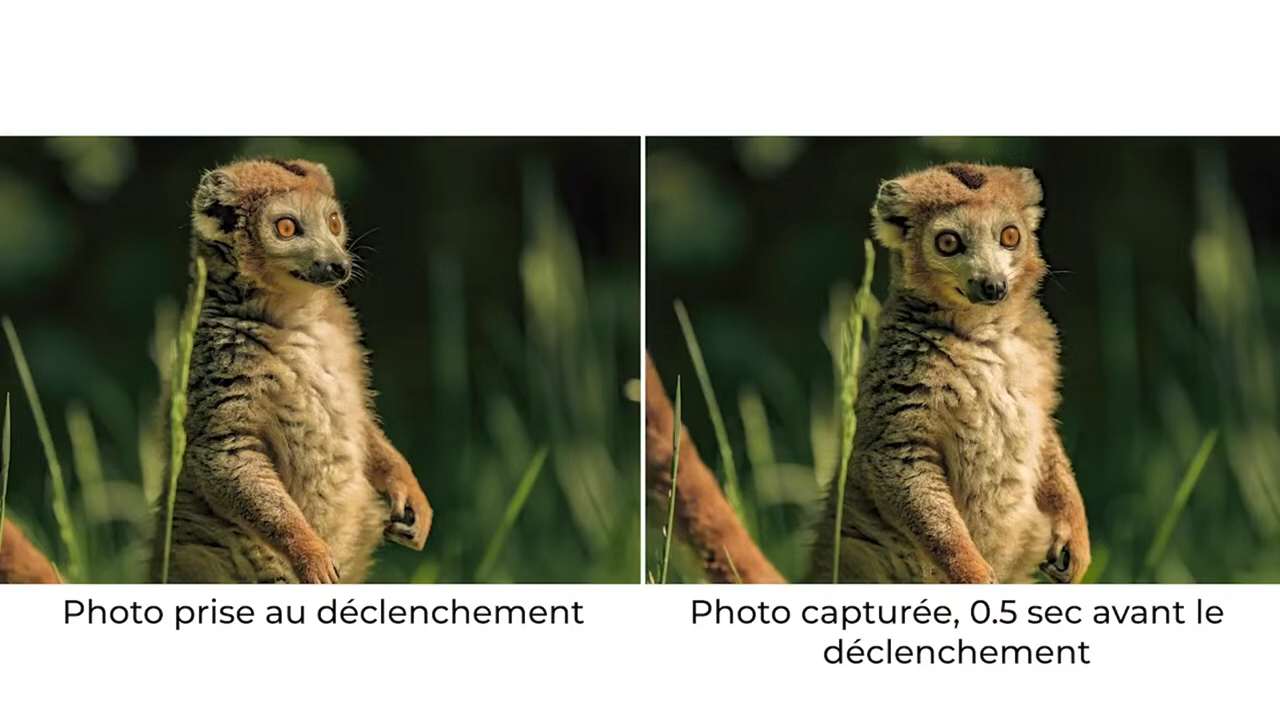 Photo prise au déclenchement
Photo capturée, 0.5 sec avant le
déclenchement